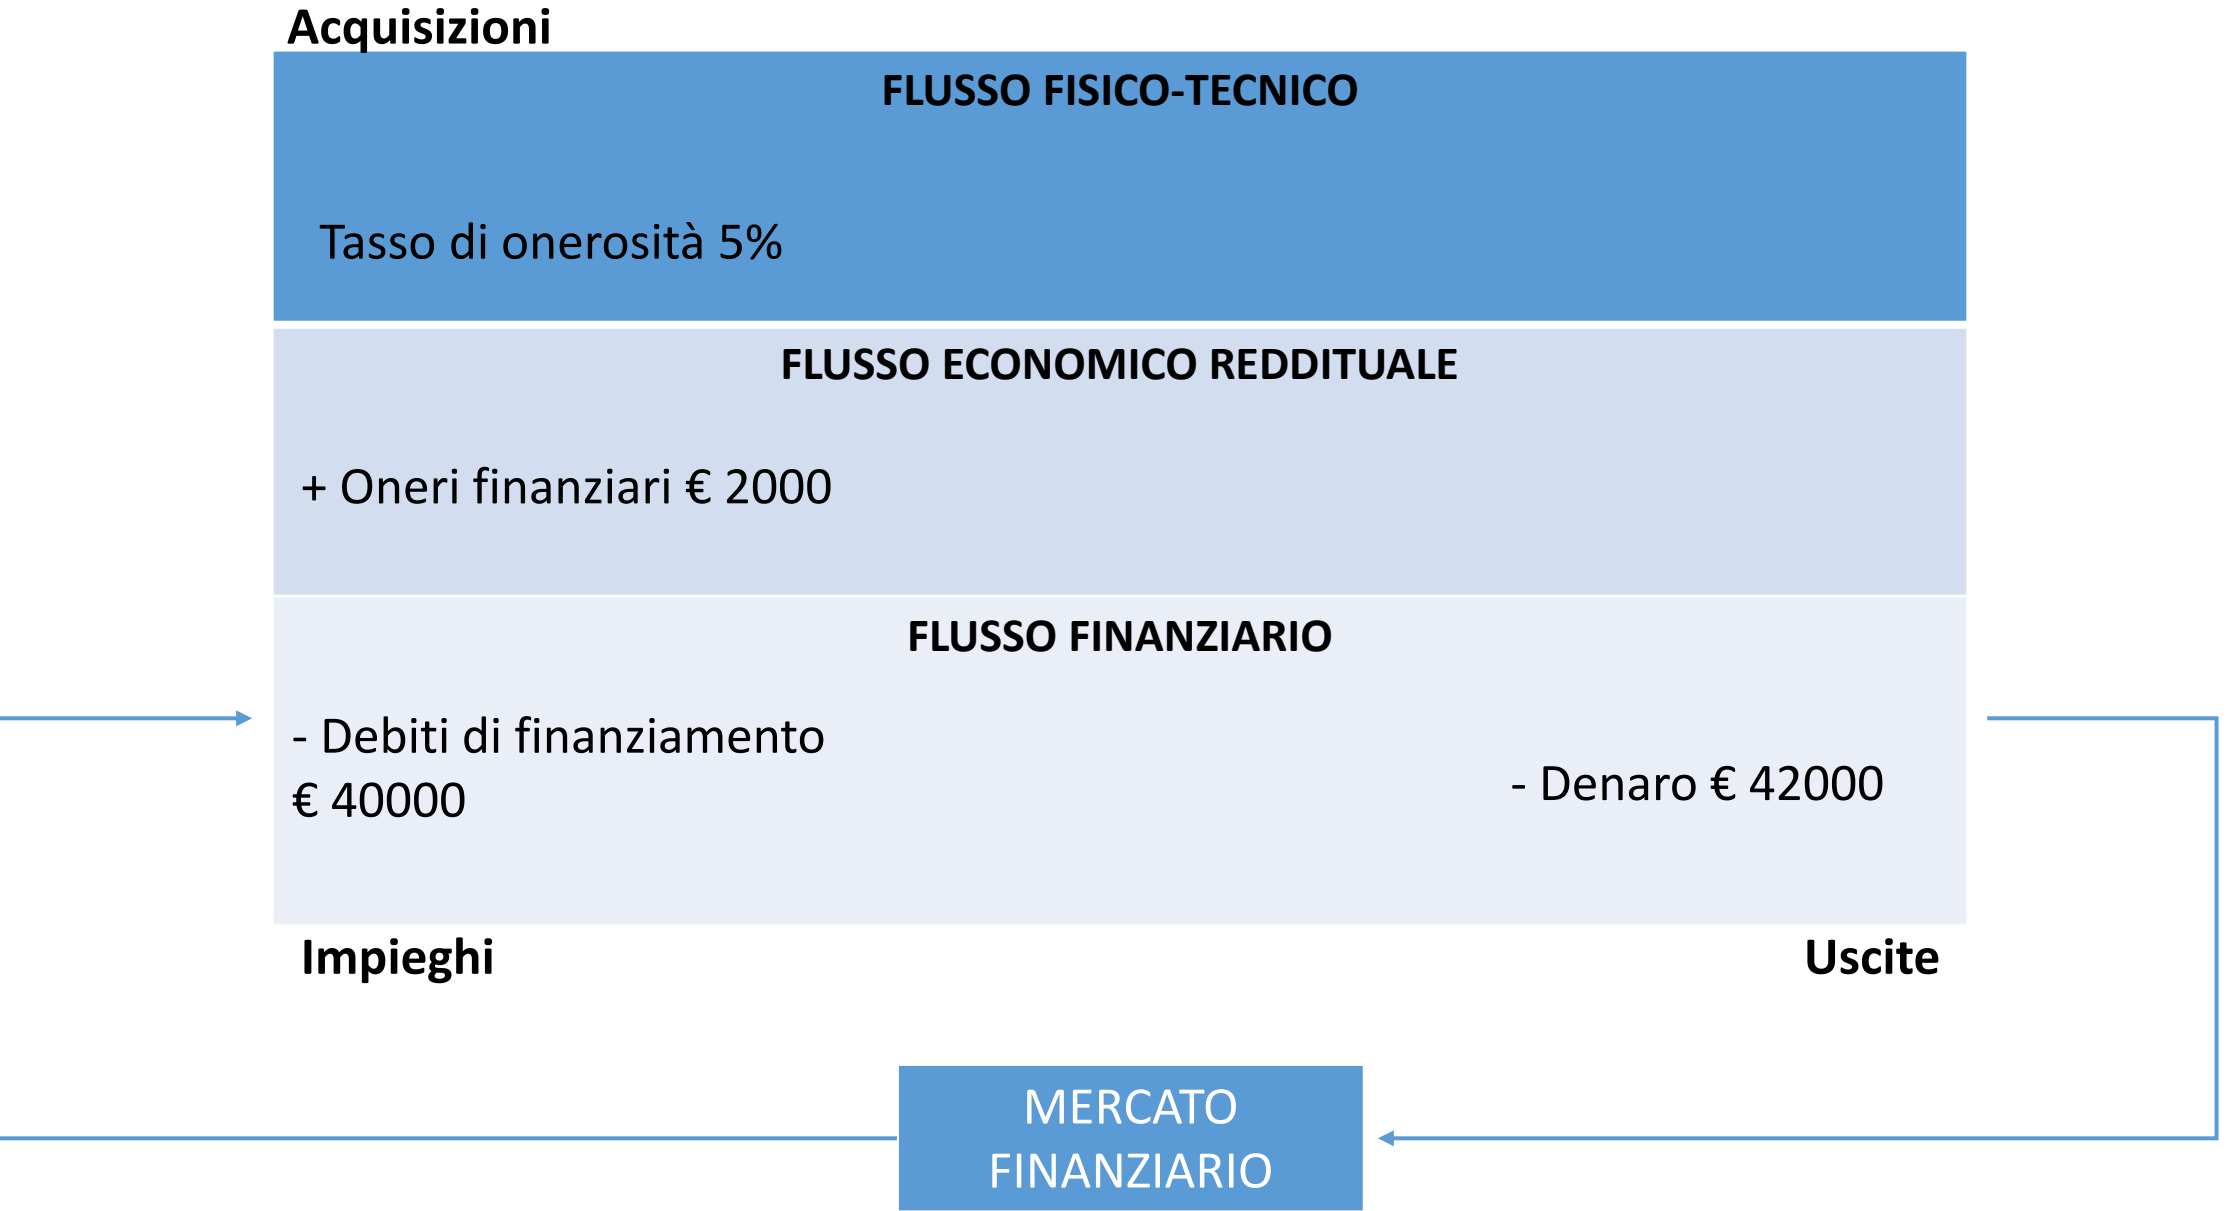 Acquisizioni
FLUSSO FISICO-TECNICO
Tasso di onerosità 5%
FLUSSO ECONOMICO REDDITUALE
+ Oneri finanziari € 2000
FLUSSO FINANZIARIO
- Debiti di finanziamento
€ 40000
- Denaro € 42000
Impieghi
Uscite
MERCATO
FINANZIARIO